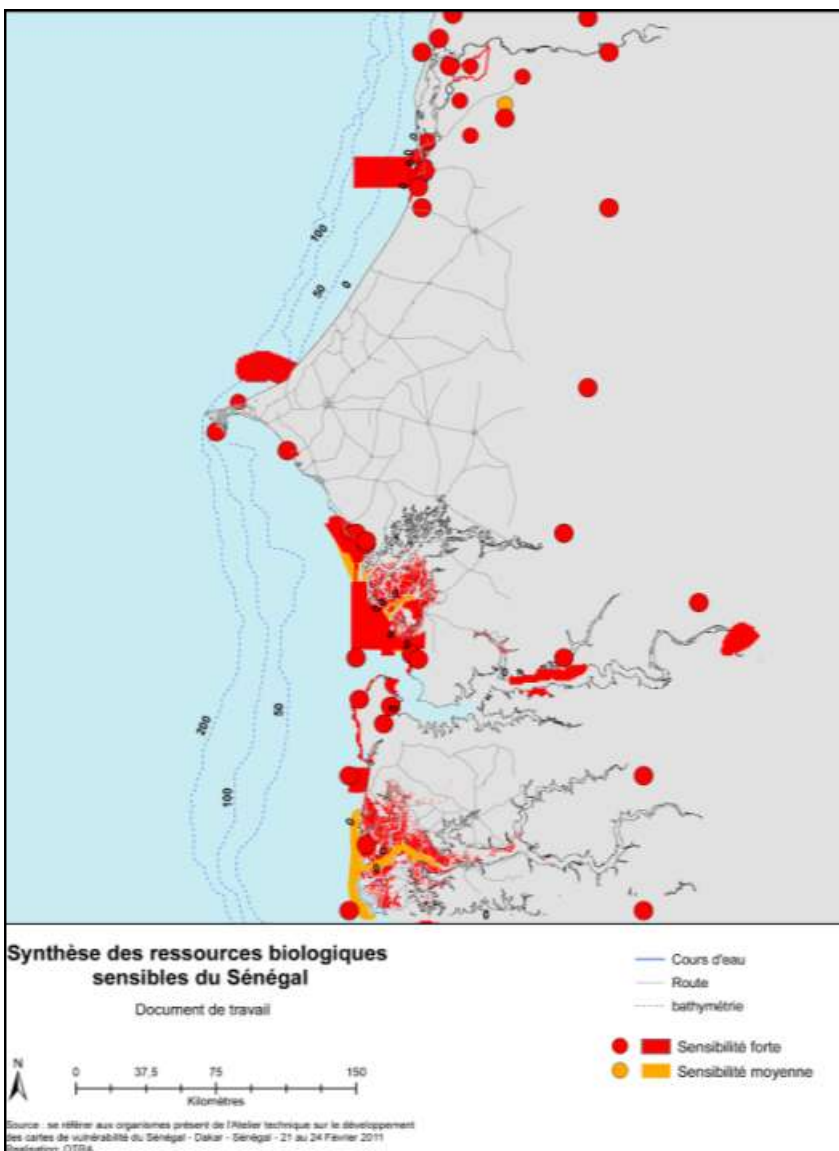 100
50
0
200
50
100
0
0
0
Synthèse des ressources biologiques
sensibles du Sénégal
Document de travail
Cours d'eau
Route
bathymétrie
Sensibilité forte
Sensibilité moyenne
N
0 37,5 75 150
Kilomètres
Source : se référer aux organismes présent de l'Atelier technique sur le développement
des cartes de vulnérabilité du Sénégal - Dakar - Sénégal - 21 au 24 Février 2011